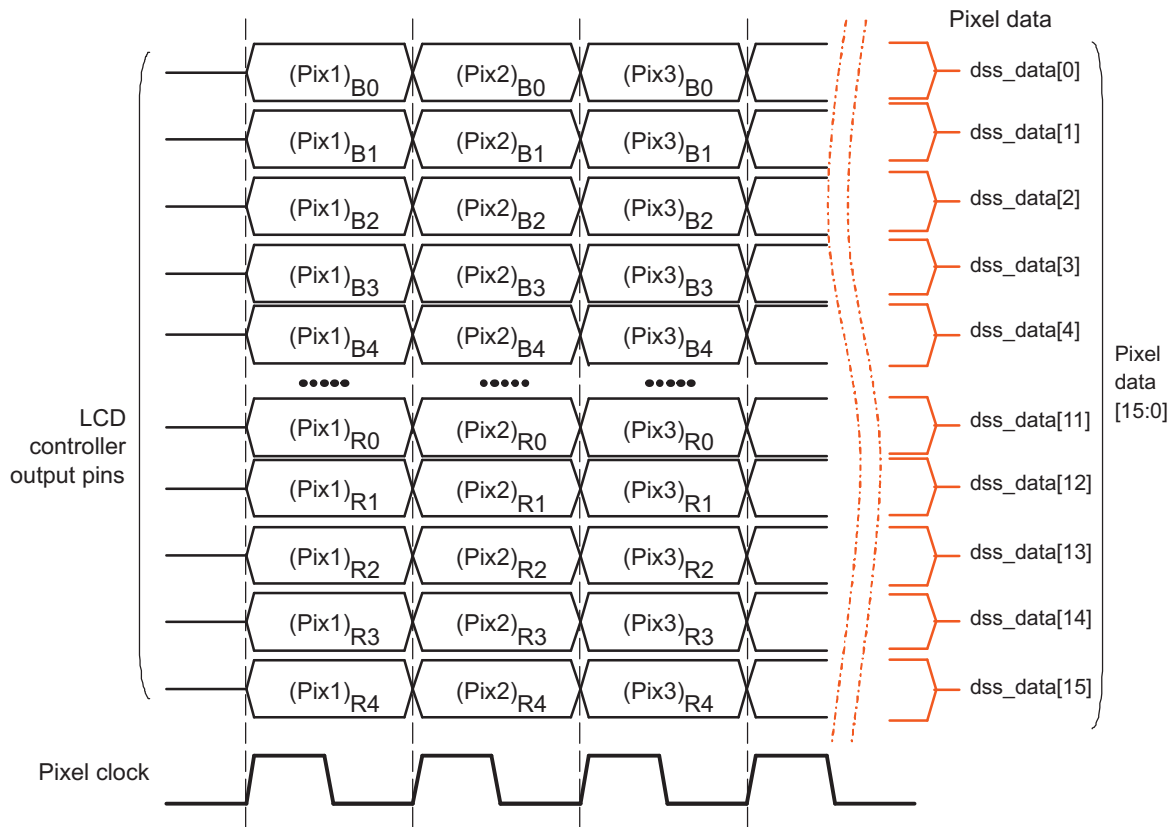 Pixel data
(Pix1)B0 (Pix2)B0 (Pix3)B0 dss_data[0]
(Pix1)B1 (Pix2)B1 (Pix3)B1 dss_data[1]
(Pix1)B2 (Pix2)B2 (Pix3)B2 dss_data[2]
(Pix1)B3 (Pix2)B3 (Pix3)B3 dss_data[3]
(Pix1)B4 (Pix2)B4 (Pix3)B4 dss_data[4]
Pixel
data
[15:0]
LCD
controller
output pins
(Pix1)R0 (Pix2)R0 (Pix3)R0 dss_data[11]
(Pix1)R1 (Pix2)R1 (Pix3)R1 dss_data[12]
(Pix1)R2 (Pix2)R2 (Pix3)R2 dss_data[13]
(Pix1)R3 (Pix2)R3 (Pix3)R3 dss_data[14]
(Pix1)R4 (Pix2)R4 (Pix3)R4 dss_data[15]
Pixel clock